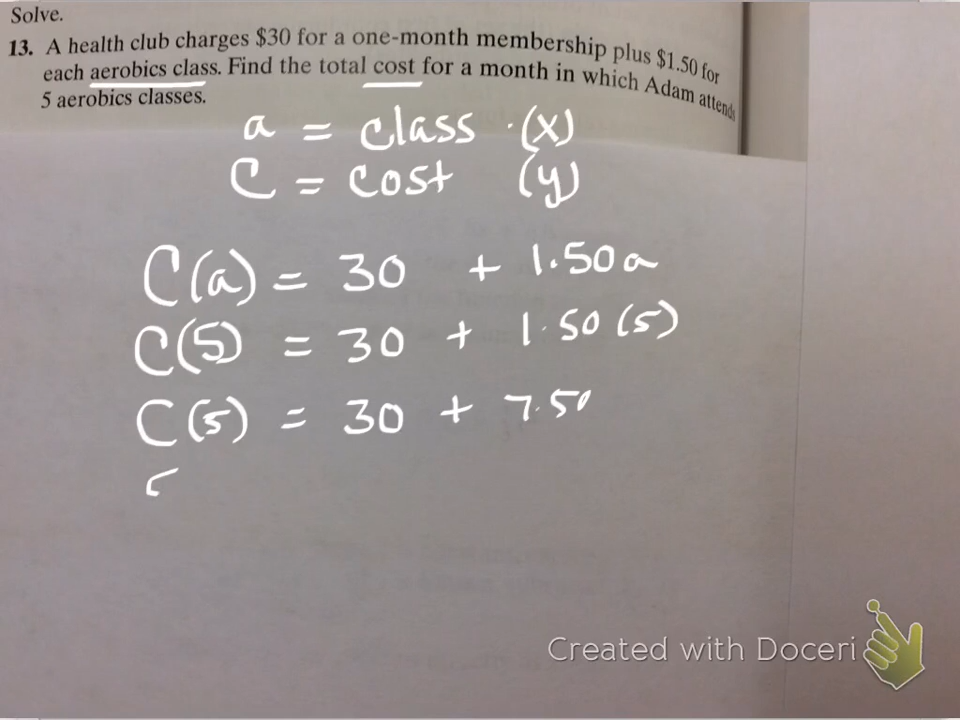 Solve.
13. A health club charges $30 for a one-month membership plus $1.50 for
each aerobics class. Find the total cost for a month in which Adam attends
5 aerobics classes.
a = class · (x)
C = cost (y)
C(a) = 30 + 1.50a
C(5) = 30 + 1.50(5)
C(5) = 30 + 7.50
Created with Doceri